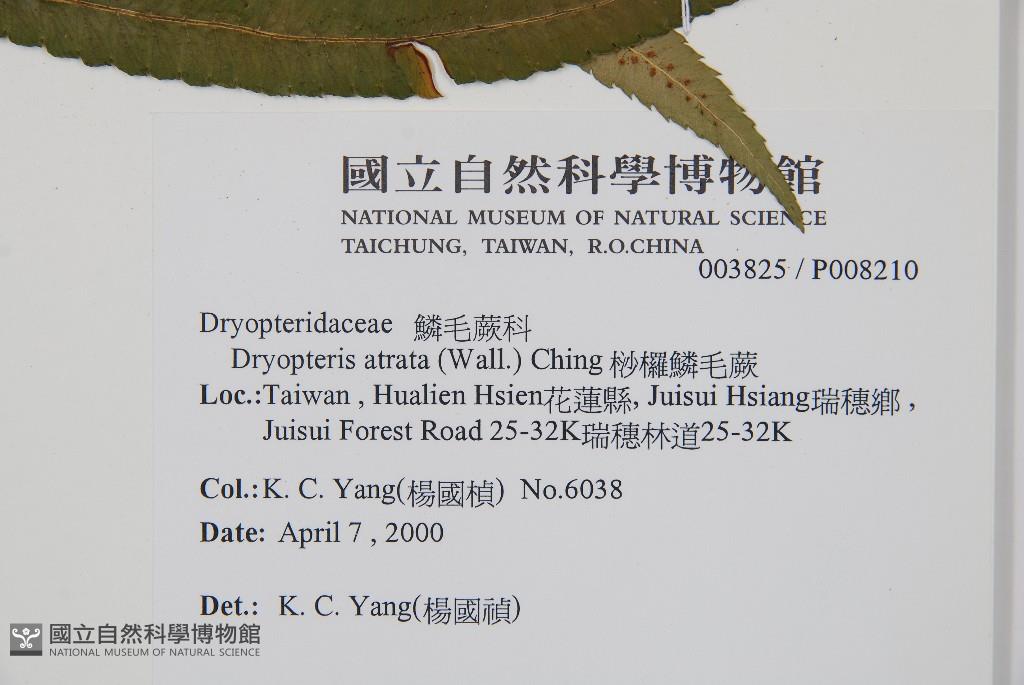 國立自然科學博物館
NATIONAL MUSEUM OF NATURAL SCIENCE
TAICHUNG, TAIWAN, R.O.CHINA
003825 / P008210
Dryopteridaceae 鱗毛蕨科
Dryopteris atrata (Wall.) Ching 桫欏鱗毛蕨
Loc.:Taiwan , Hualien Hsien花蓮縣, Juisui Hsiang瑞穗鄉 ,
Juisui Forest Road 25-32K瑞穗林道25-32K
Col.:K. C. Yang(楊國楨) No.6038
Date: April 7 , 2000
Det.: K. C. Yang(楊國禎)
國立自然科學博物館
NATIONAL MUSEUM OF NATURAL SCIENCE